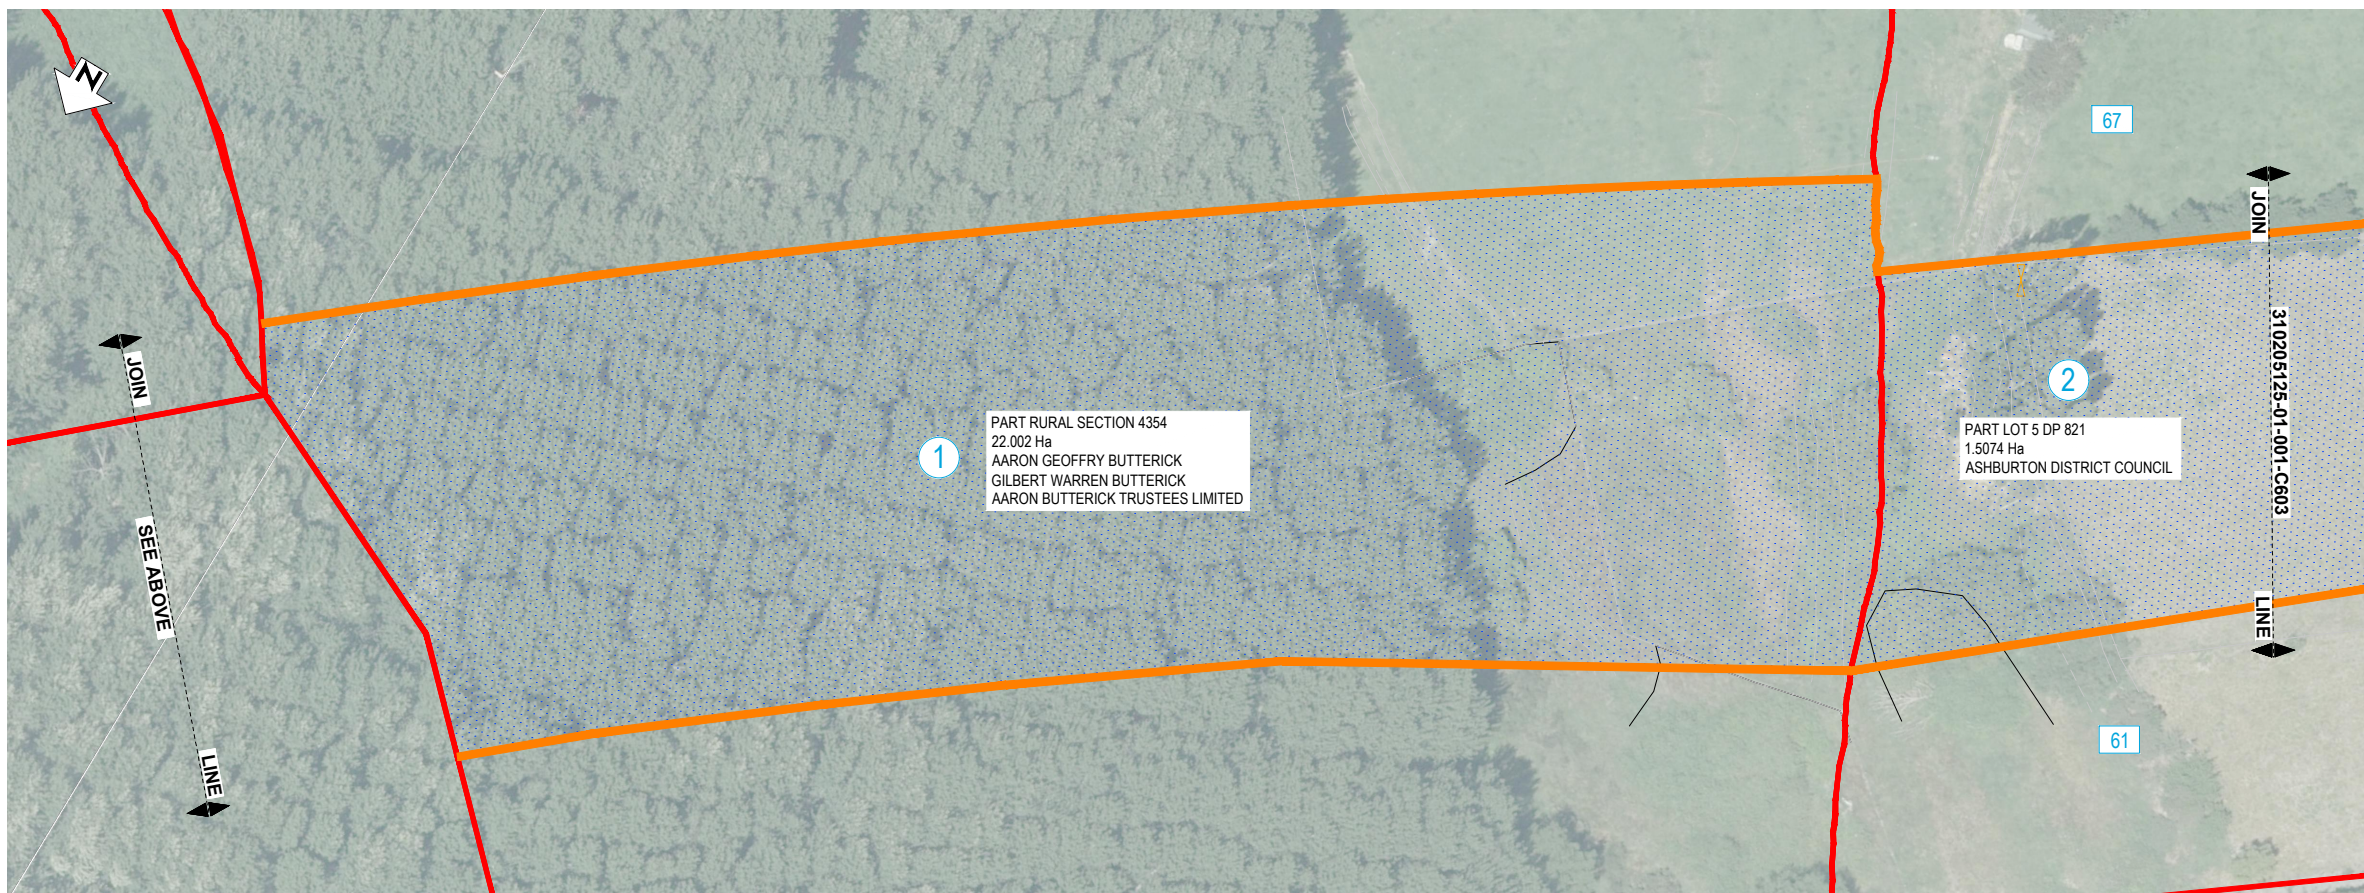 N
67
JOIN
JOIN
310205125-01-001-C603
2
PART RURAL SECTION 4354
22.002 Ha
AARON GEOFFRY BUTTERICK
GILBERT WARREN BUTTERICK
AARON BUTTERICK TRUSTEES LIMITED
1
PART LOT 5 DP 821
1.5074 Ha
ASHBURTON DISTRICT COUNCIL
SEE ABOVE
LINE
61
LINE